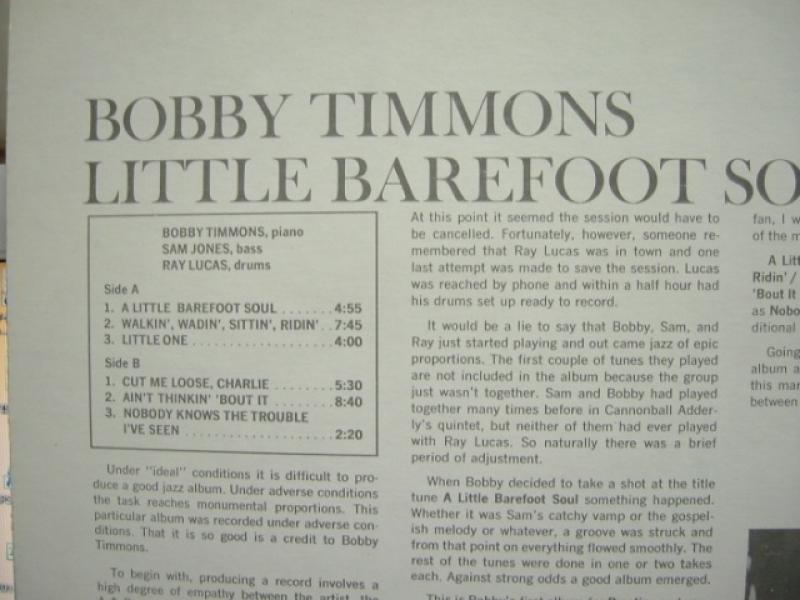 BOBBY TIMMONS
LITTLE BAREFOOT SO
BOBBY TIMMONS, piano
SAM JONES, bass
RAY LUCAS, drums
Side A
1. A LITTLE BAREFOOT SOUL ........4:55
2. WALKIN', WADIN', SITTIN', RIDIN' ..7:45
3. LITTLE ONE ......................4:00
Side B
1. CUT ME LOOSE, CHARLIE .........5:30
2. AIN'T THINKIN' 'BOUT IT .........8:40
3. NOBODY KNOWS THE TROUBLE
I'VE SEEN .......................2:20
Under "ideal" conditions it is difficult to pro-
duce a good jazz album. Under adverse conditions
the task reaches monumental proportions. This
particular album was recorded under adverse con-
ditions. That it is so good is a credit to Bobby
Timmons.
To begin with, producing a record involves a
high degree of empathy between the artist, the
At this point it seemed the session would have to
be cancelled. Fortunately, however, someone re-
membered that Ray Lucas was in town and one
last attempt was made to save the session. Lucas
was reached by phone and within a half hour had
his drums set up ready to record.
It would be a lie to say that Bobby, Sam, and
Ray just started playing and out came jazz of epic
proportions. The first couple of tunes they played
are not included in the album because the group
just wasn't together. Sam and Bobby had played
together many times before in Cannonball Adder-
ly's quintet, but neither of them had ever played
with Ray Lucas. So naturally there was a brief
period of adjustment.
When Bobby decided to take a shot at the title
tune A Little Barefoot Soul something happened.
Whether it was Sam's catchy vamp or the gospel-
ish melody or whatever, a groove was struck and
from that point on everything flowed smoothly. The
rest of the tunes were done in one or two takes
each. Against strong odds a good album emerged.
This is Bobby's first album for
fan, I w
of the m
A Litt
Ridin' /
'Bout It
as Nobo
ditional
Going
album a
this man
between